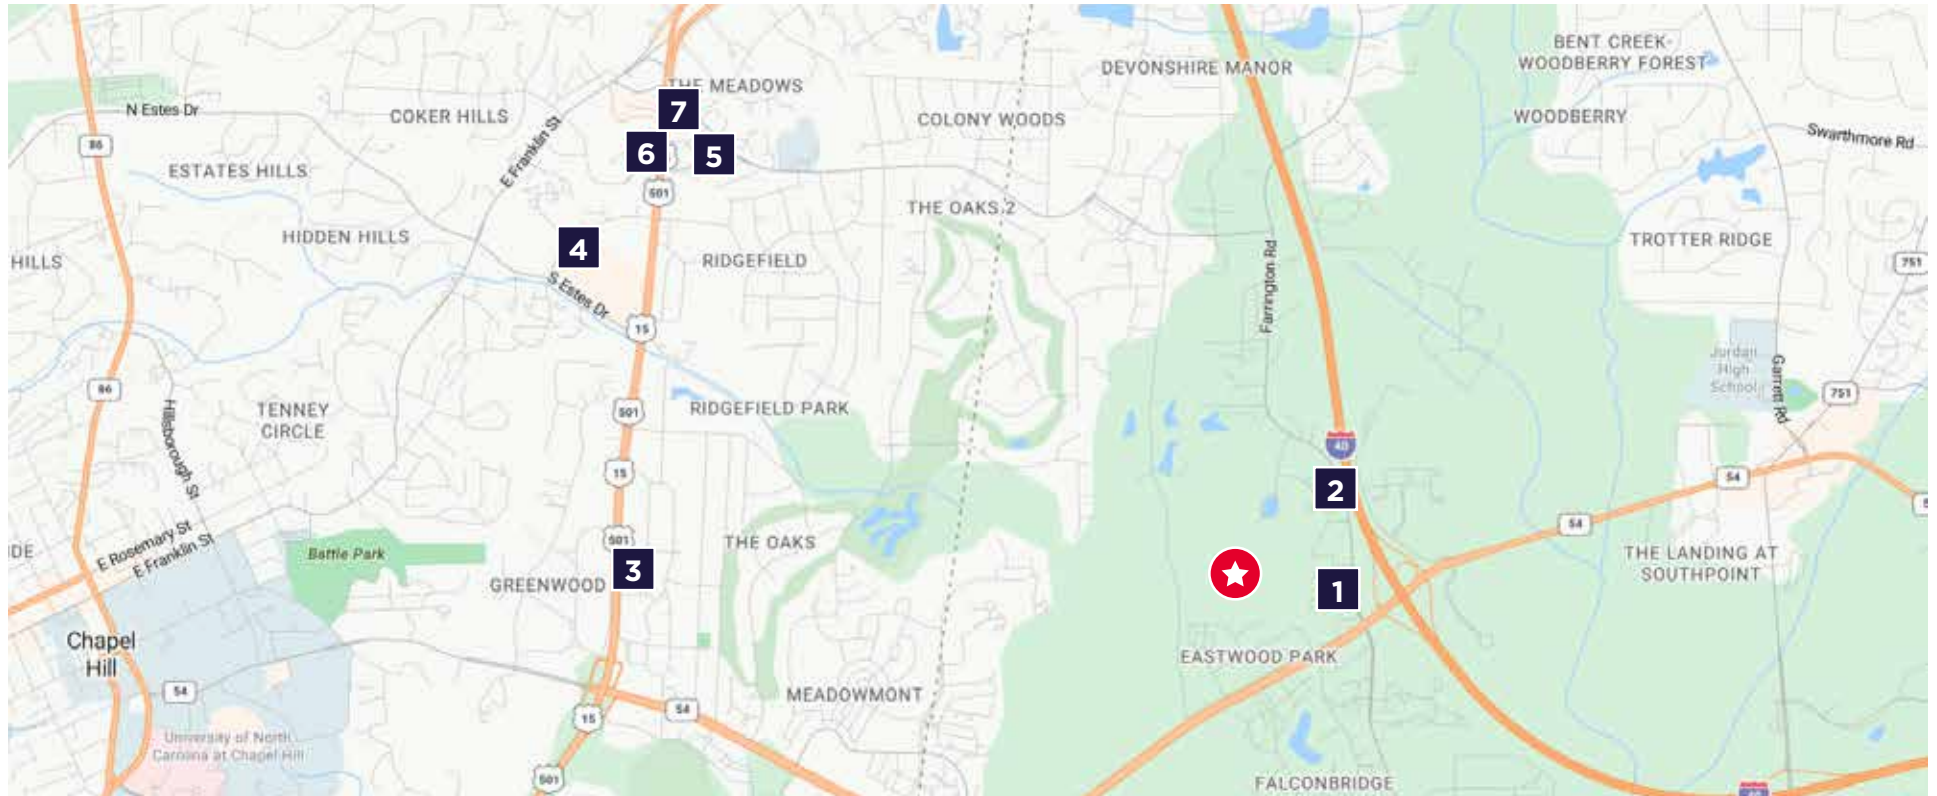 BENT CREEK-
WOODBERRY FOREST
DEVONSHIRE MANOR
THE MEADOWS
N Estes Dr
COKER HILLS
7
COLONY WOODS
WOODBERRY
Swarthmore Rd
86
E Franklin St
6
5
ESTATES HILLS
501
THE OAKS 2
HIDDEN HILLS
4
RIDGEFIELD
TROTTER RIDGE
HILLS
751
S Estes Dr
Farrington Rd
15
Jordan
High
School
Garrett Rd
86
751
TENNEY
CIRCLE
501
RIDGEFIELD PARK
Hillsborough St
40
15
54
2
5
54
E Rosemary St
E Franklin St
IDE
Battle Park
501
THE OAKS
THE LANDING AT
SOUTHPOINT
GREENWOOD
3
1
Chapel
Hill
EASTWOOD PARK
54
MEADOWMONT
54
15
University of North
Carolina at Chapel Hill
501
FALCONBRIDGE
40